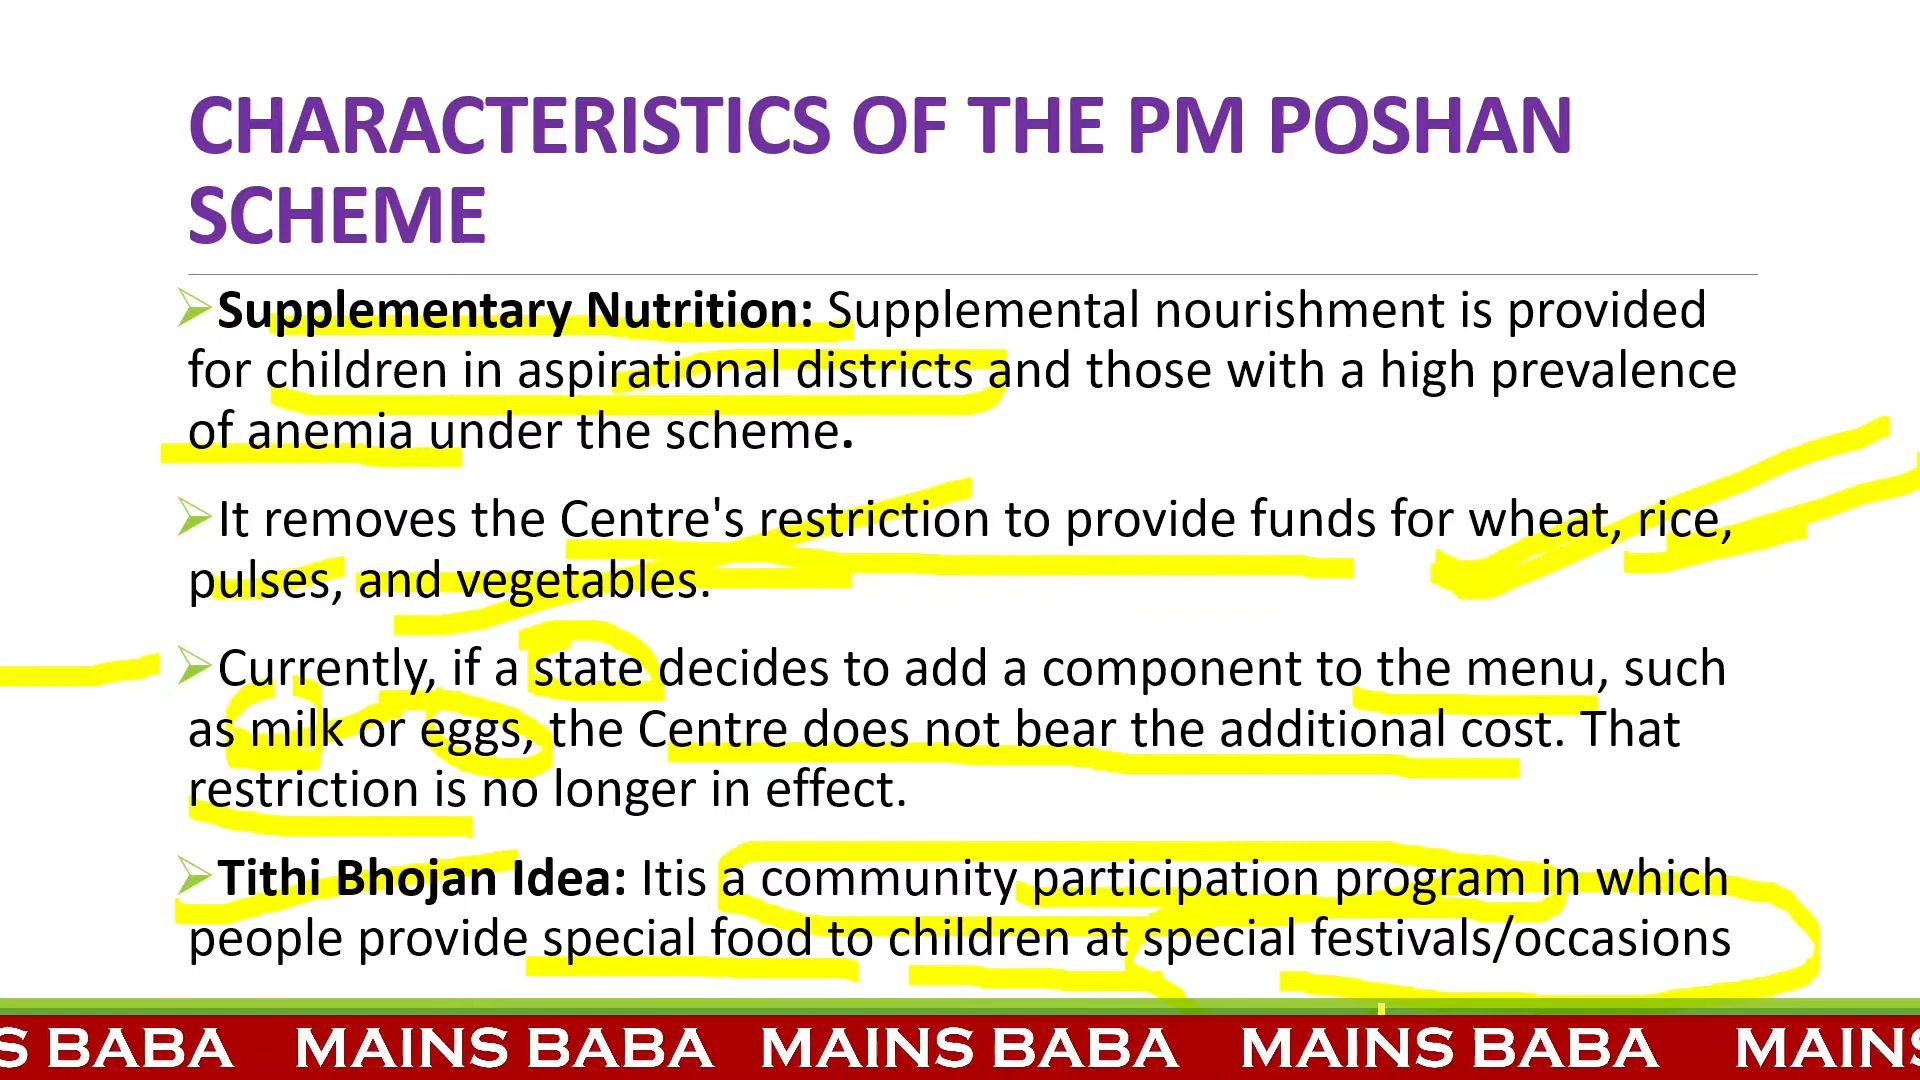 CHARACTERISTICS OF THE PM POSHAN
SCHEME
Supplementary Nutrition: Supplemental nourishment is provided
for children in aspirational districts and those with a high prevalence
of anemia under the scheme.
It removes the Centre's restriction to provide funds for wheat, rice,
pulses, and vegetables.
Currently, if a state decides to add a component to the menu, such
as milk or eggs, the Centre does not bear the additional cost. That
restriction is no longer in effect.
Tithi Bhojan Idea: Itis a community participation program in which
people provide special food to children at special festivals/occasions
S BABA MAINS BABA MAINS BABA MAINS BABA MAINS